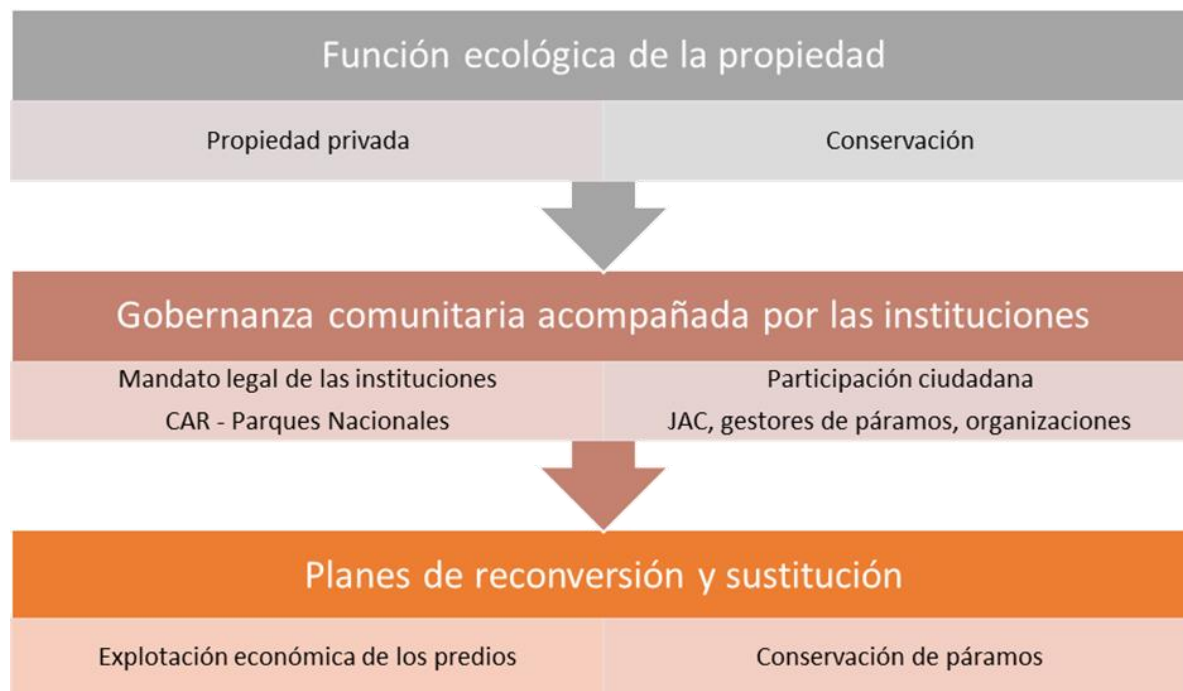 Función ecológica de la propiedad
Propiedad privada
Conservación
Gobernanza comunitaria acompañada por las instituciones
Mandato legal de las instituciones
CAR - Parques Nacionales
Participación ciudadana
JAC, gestores de páramos, organizaciones
Planes de reconversión y sustitución
Explotación económica de los predios
Conservación de páramos